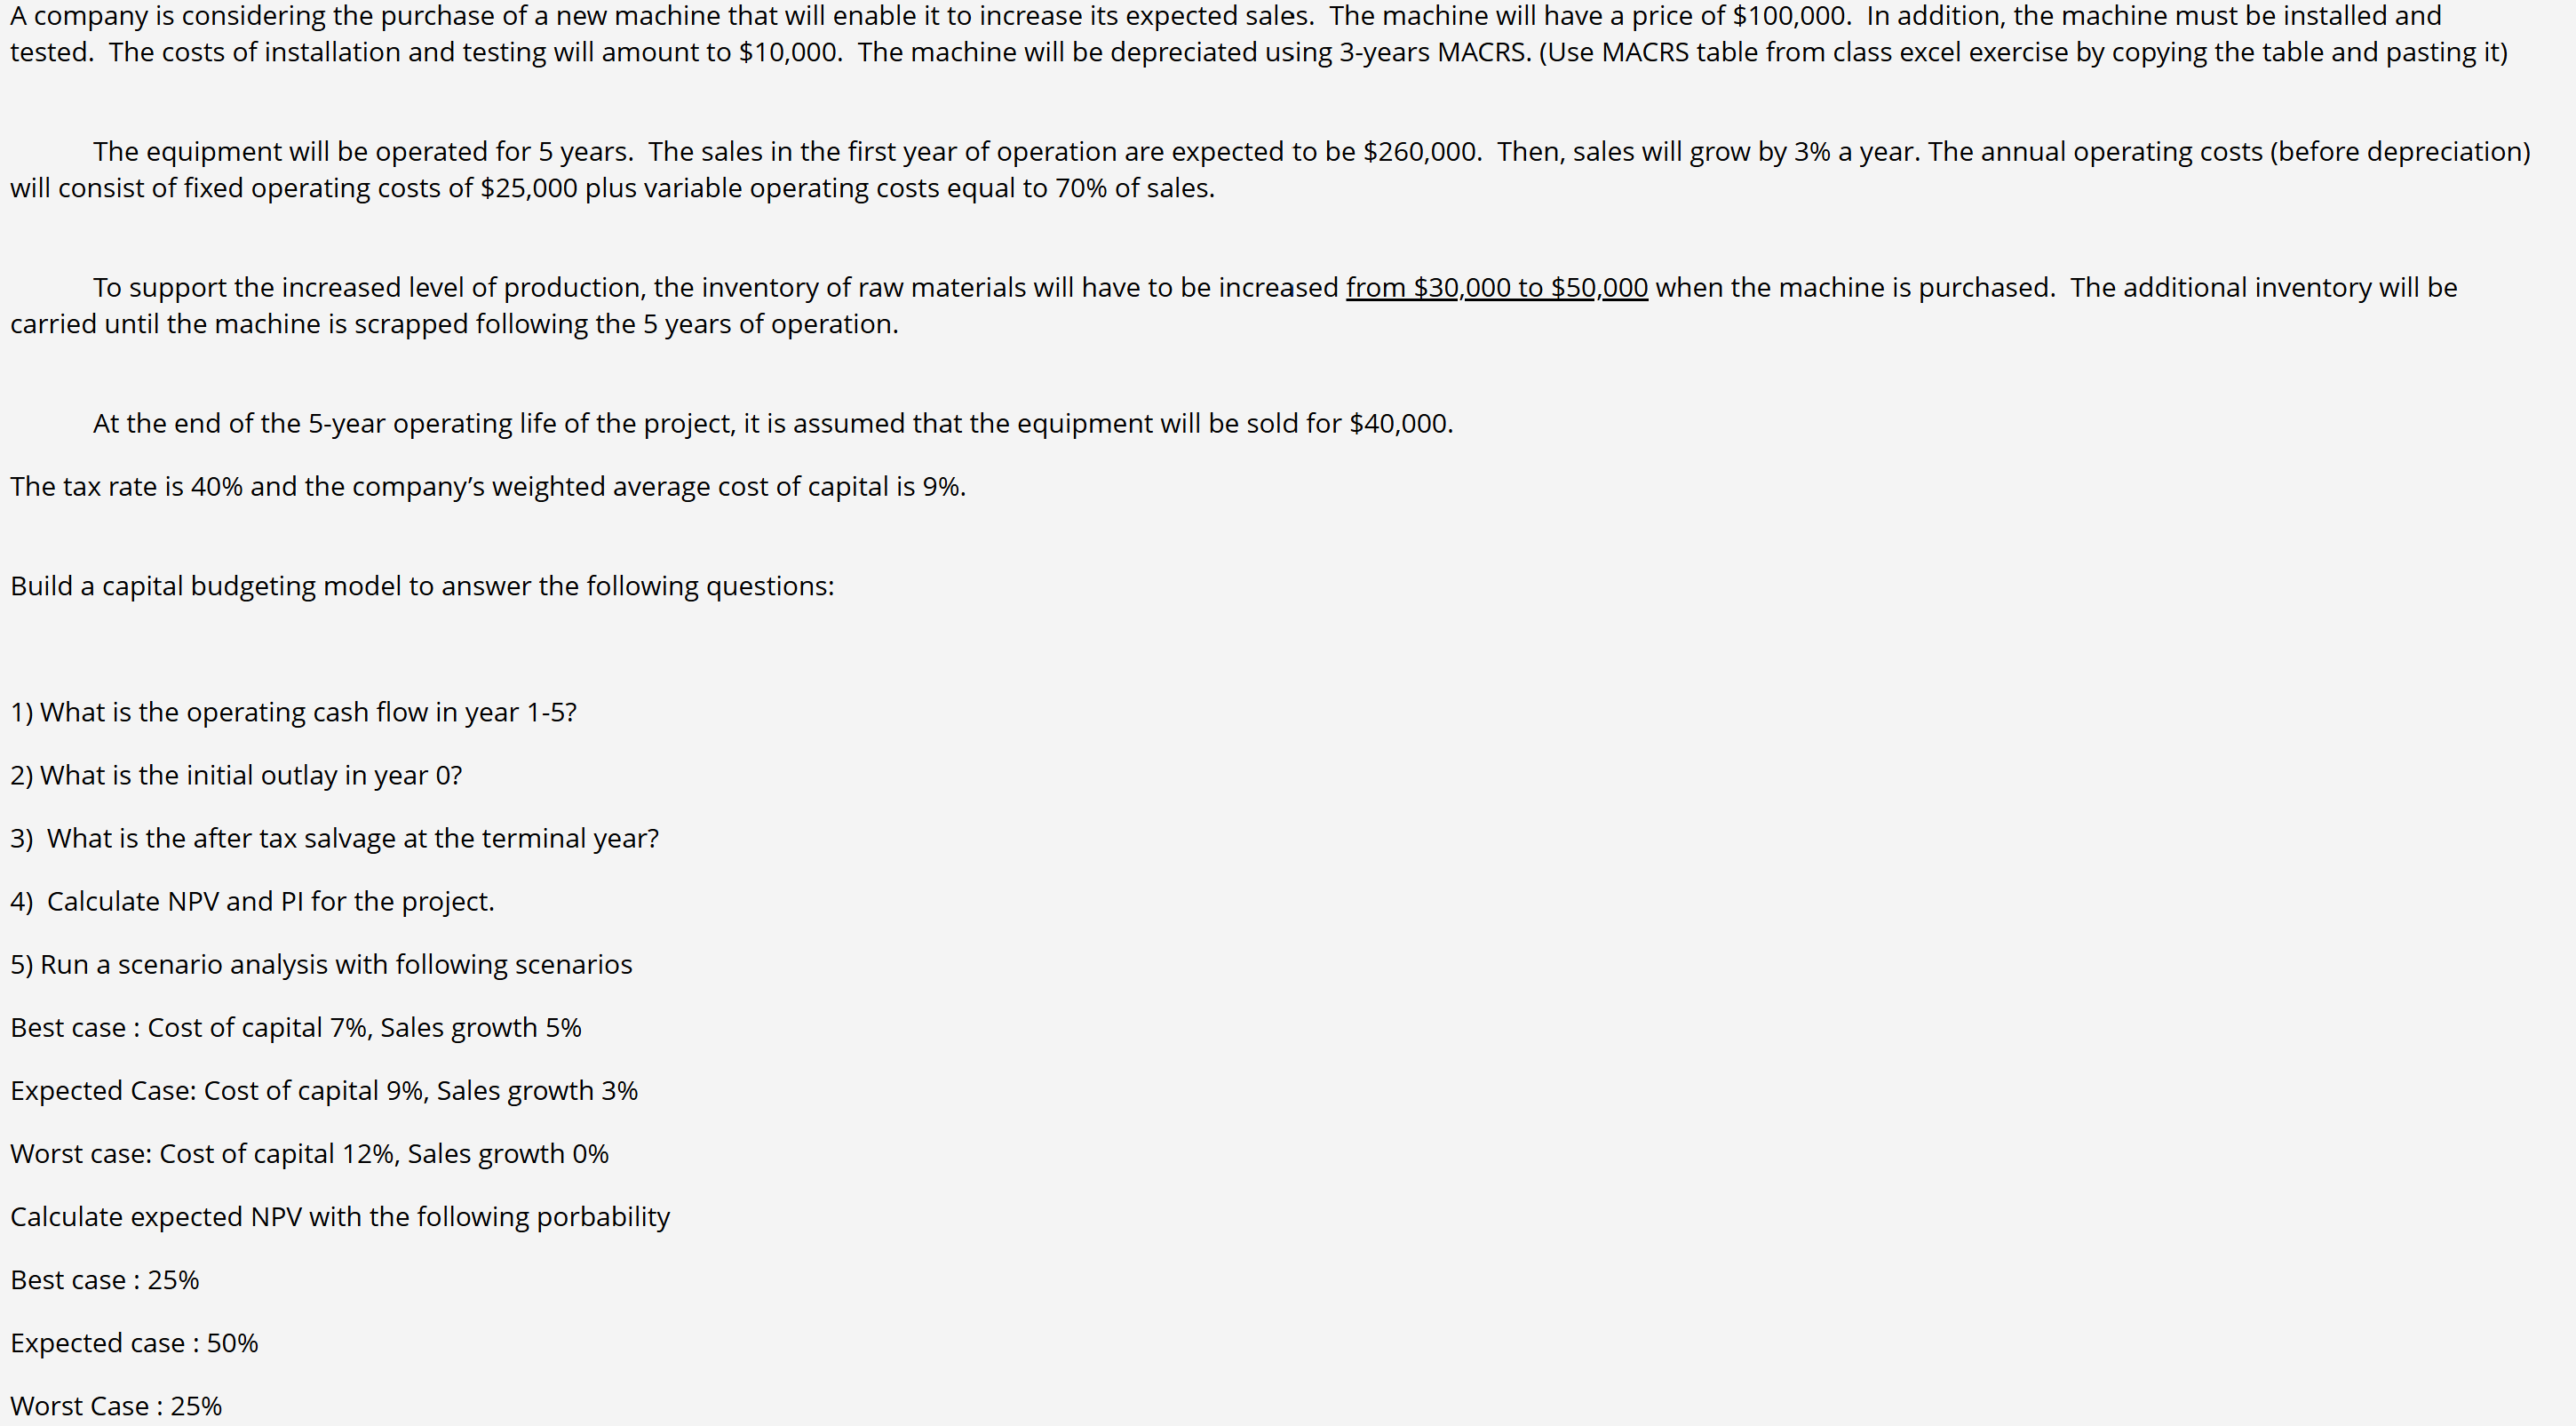 A company is considering the purchase of a new machine that will enable it to increase its expected sales.  The machine will have a price of $100,000.  In addition, the machine must be installed and
tested.  The costs of installation and testing will amount to $10,000.  The machine will be depreciated using 3-years MACRS. (Use MACRS table from class excel exercise by copying the table and pasting it)
The equipment will be operated for 5 years.  The sales in the first year of operation are expected to be $260,000.  Then, sales will grow by 3% a year. The annual operating costs (before depreciation)
will consist of fixed operating costs of $25,000 plus variable operating costs equal to 70% of sales.
To support the increased level of production, the inventory of raw materials will have to be increased from $30,000 to $50,000 when the machine is purchased.  The additional inventory will be
carried until the machine is scrapped following the 5 years of operation.
At the end of the 5-year operating life of the project, it is assumed that the equipment will be sold for $40,000.
The tax rate is 40% and the company’s weighted average cost of capital is 9%.
Build a capital budgeting model to answer the following questions:
1) What is the operating cash flow in year 1-5?
2) What is the initial outlay in year 0?
3)  What is the after tax salvage at the terminal year?
4)  Calculate NPV and PI for the project.
5) Run a scenario analysis with following scenarios
Best case : Cost of capital 7%, Sales growth 5%
Expected Case: Cost of capital 9%, Sales growth 3%
Worst case: Cost of capital 12%, Sales growth 0%
Calculate expected NPV with the following porbability
Best case : 25%
Expected case : 50%
Worst Case : 25%